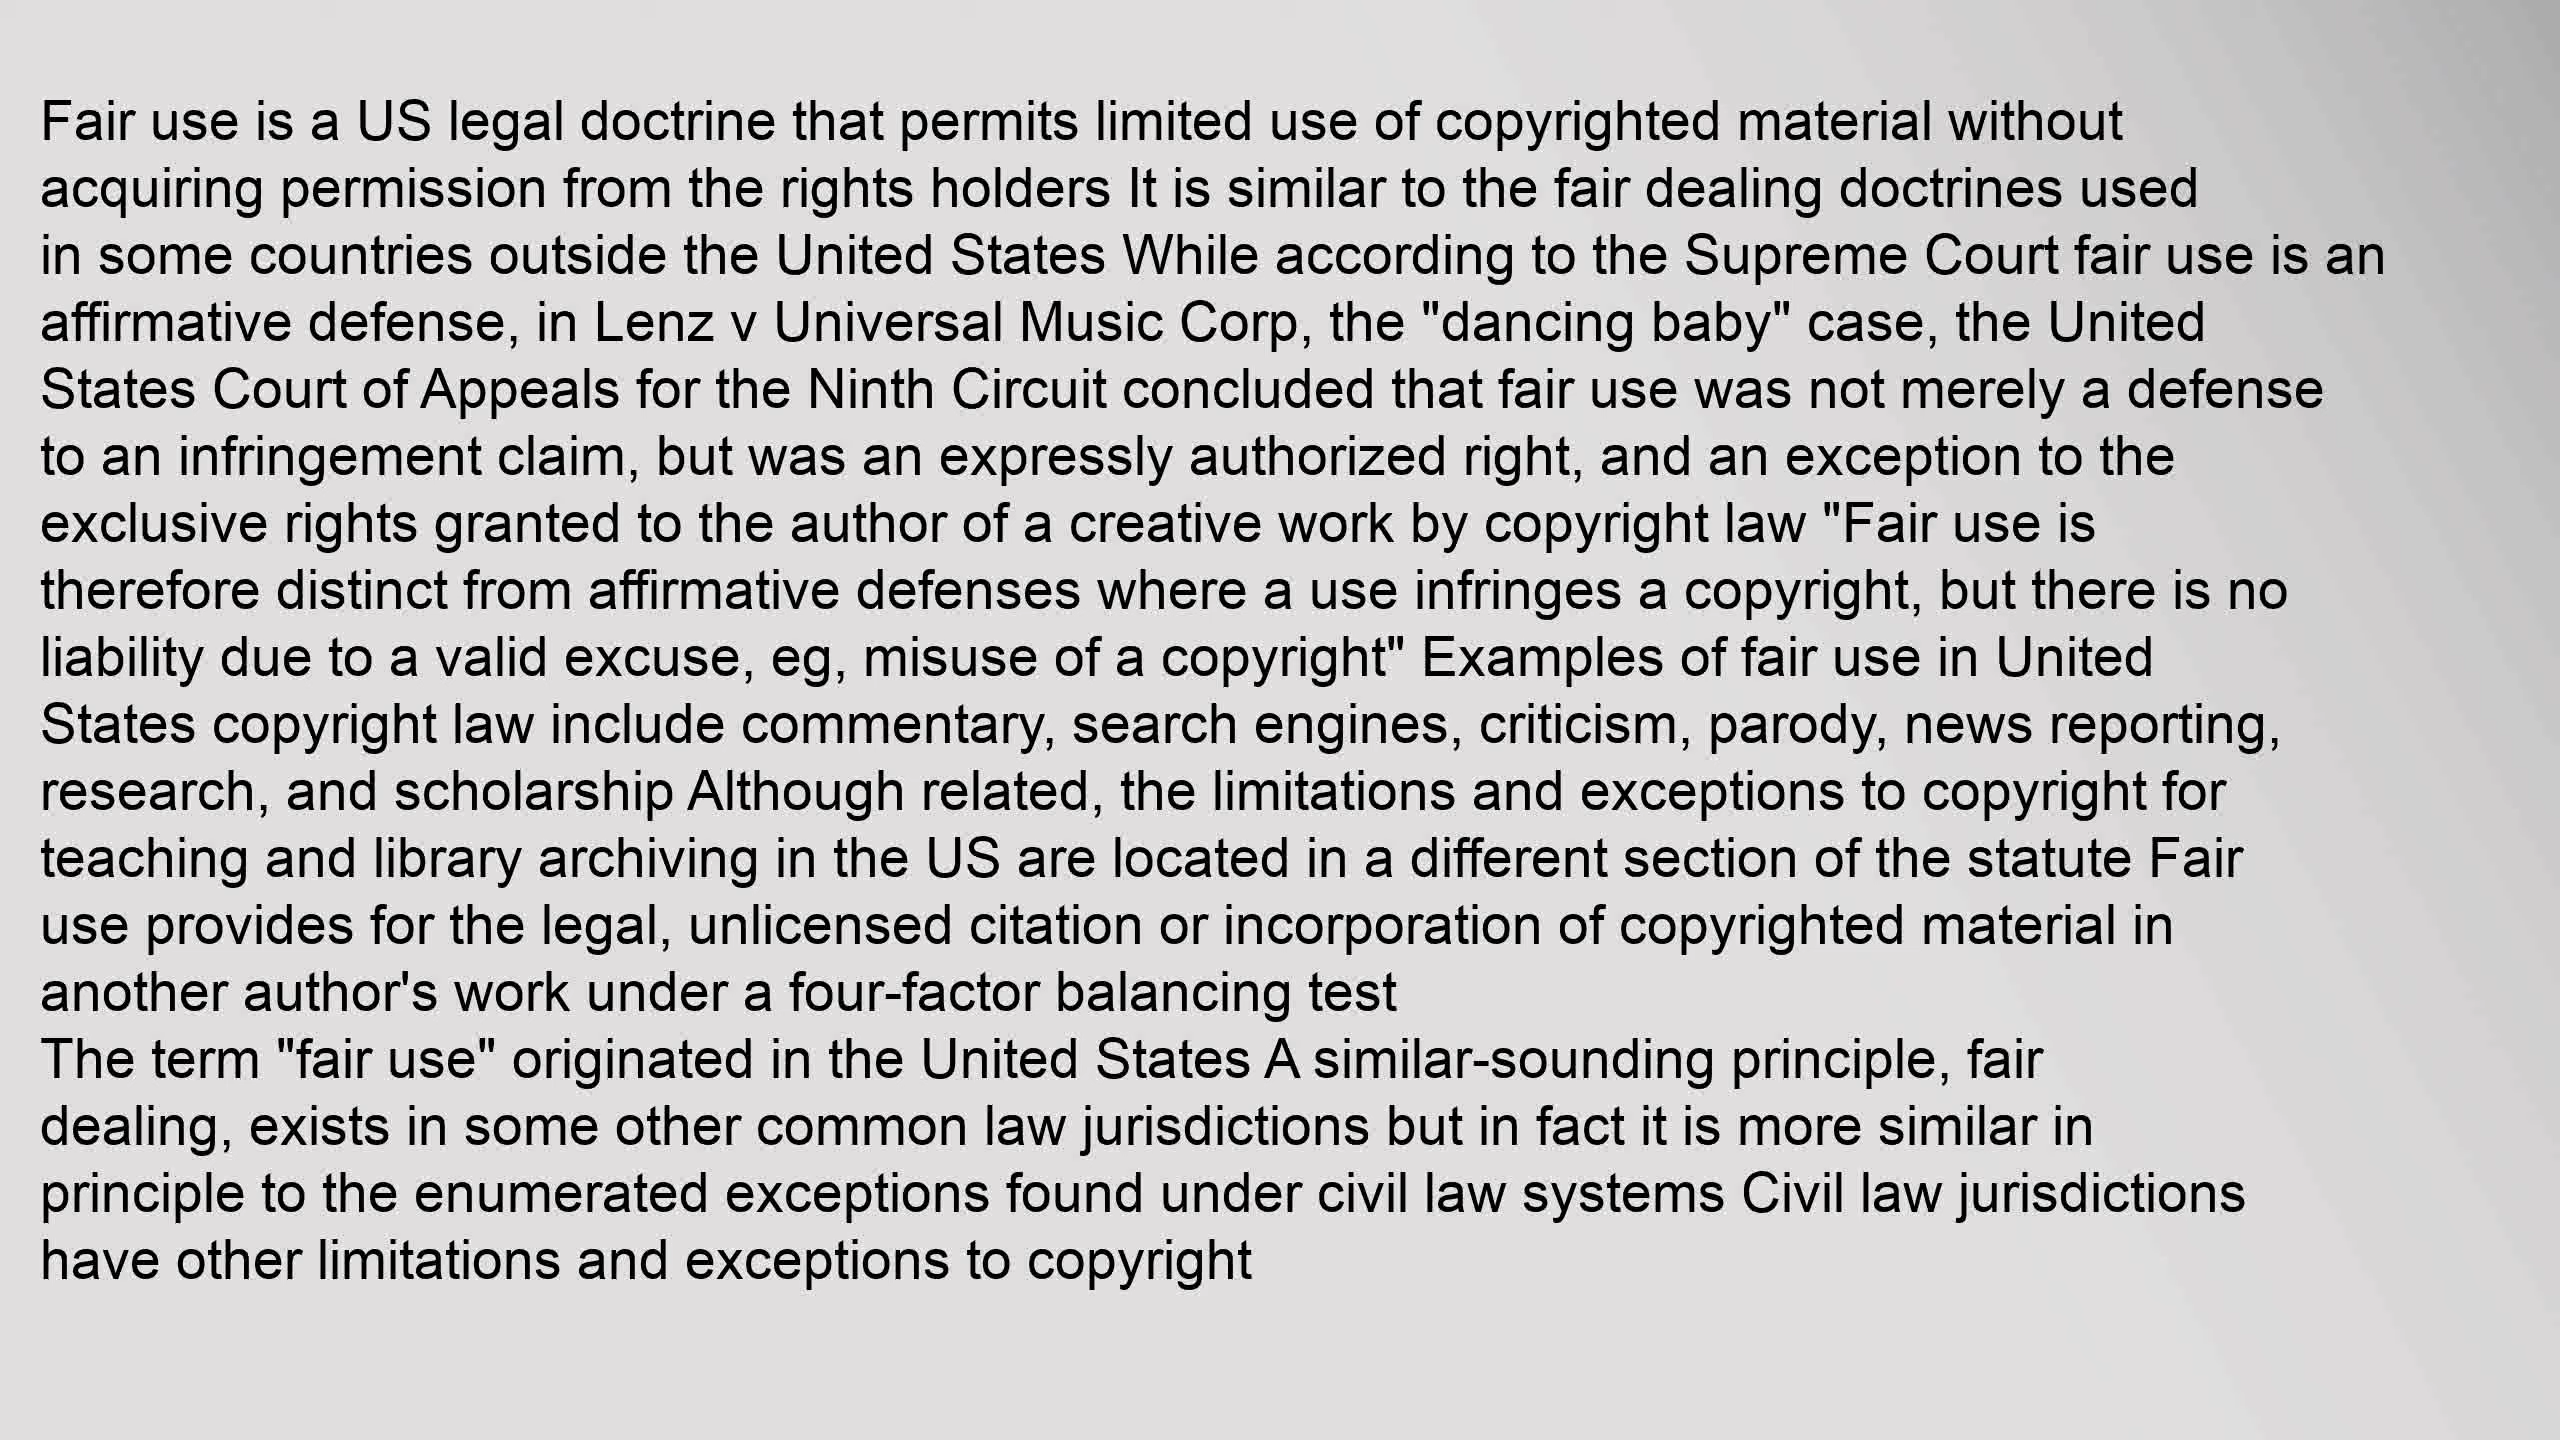 Fair use is a US legal doctrine that permits limited use of copyrighted material without
acquiring permission from the rights holders It is similar to the fair dealing doctrines used
in some countries outside the United States While according to the Supreme Court fair use is an
affirmative defense, in Lenz v Universal Music Corp, the "dancing baby" case, the United
States Court of Appeals for the Ninth Circuit concluded that fair use was not merely a defense
to an infringement claim, but was an expressly authorized right, and an exception to the
exclusive rights granted to the author of a creative work by copyright law "Fair use is
therefore distinct from affirmative defenses where a use infringes a copyright, but there is no
liability due to a valid excuse, eg, misuse of a copyright" Examples of fair use in United
States copyright law include commentary, search engines, criticism, parody, news reporting,
research, and scholarship Although related, the limitations and exceptions to copyright for
teaching and library archiving in the US are located in a different section of the statute Fair
use provides for the legal, unlicensed citation or incorporation of copyrighted material in
another author's work under a four-factor balancing test
The term "fair use" originated in the United States A similar-sounding principle, fair
dealing, exists in some other common law jurisdictions but in fact it is more similar in
principle to the enumerated exceptions found under civil law systems Civil law jurisdictions
have other limitations and exceptions to copyright